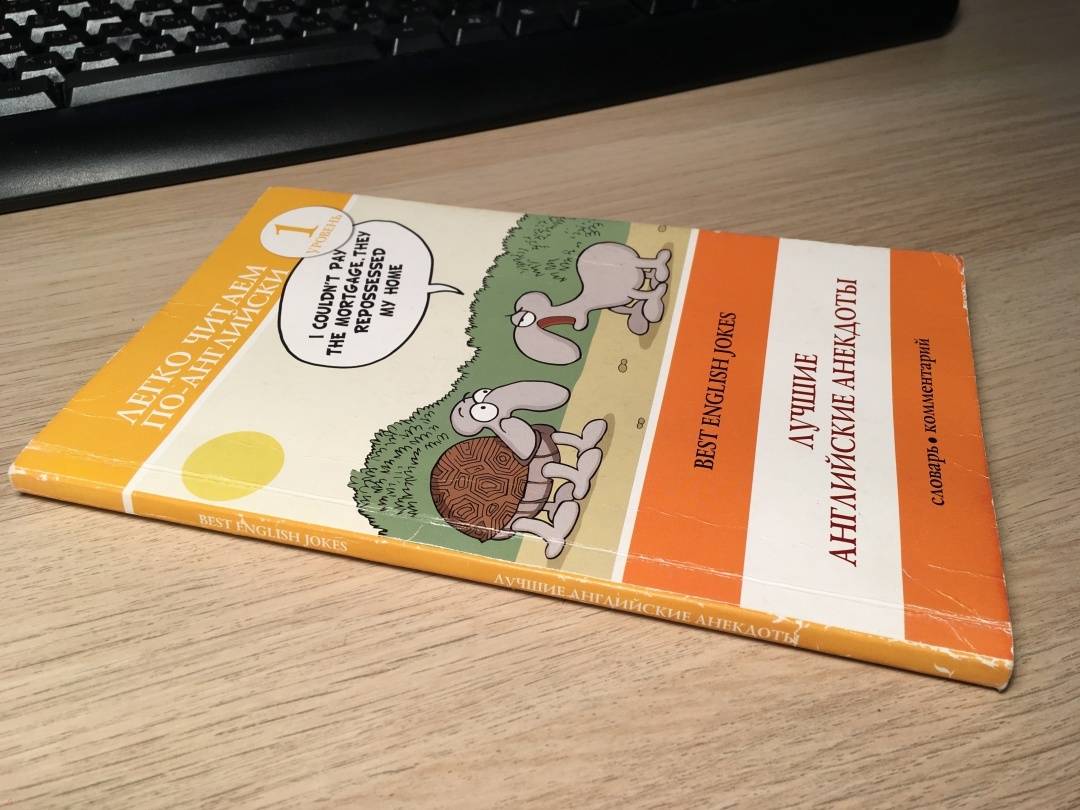 1
УРОВЕНЬ
ЛЕГКО ЧИТАЕМ
ПО-АНГЛИЙСКИ
I COULDN'T PAY
THE MORTGAGE, THEY
REPOSSESSED
MY HOME
BEST ENGLISH JOKES
ЛУЧШИЕ
АНГЛИЙСКИЕ АНЕКДОТЫ
словарь • комментарий
BEST ENGLISH JOKES
ЛУЧШИЕ АНГЛИЙСКИЕ АНЕКДОТЫ